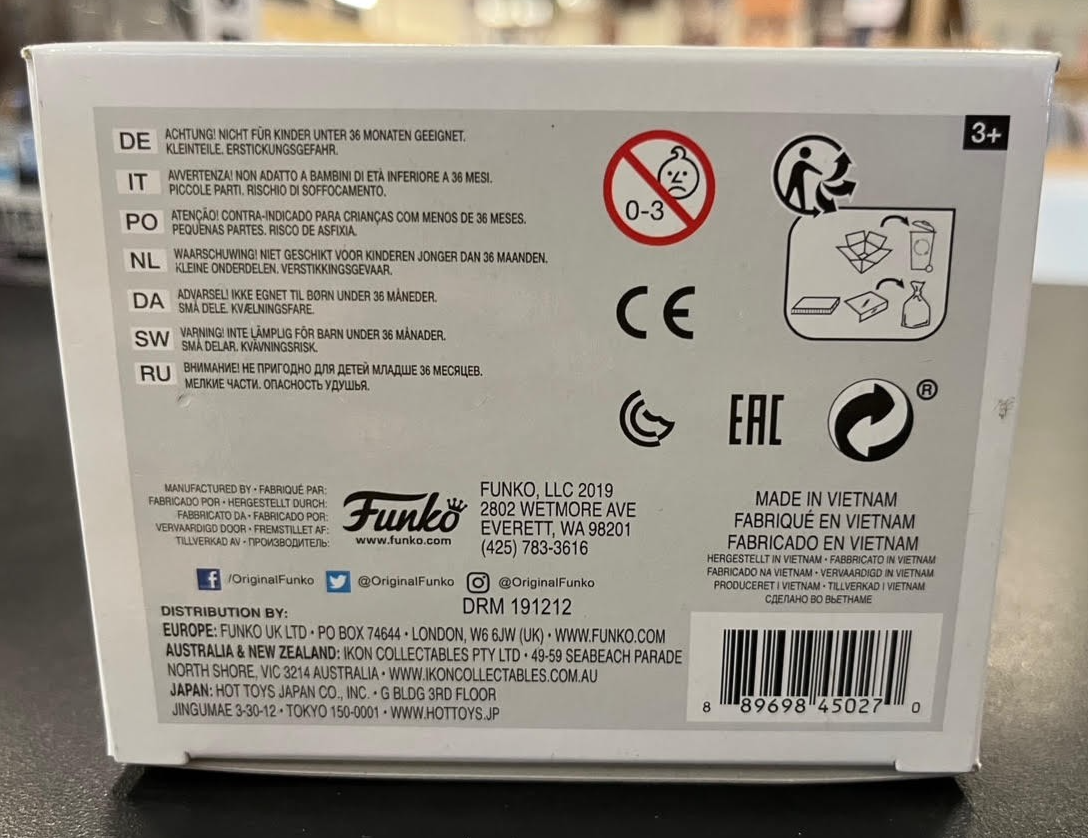 DE ACHTUNG! NICHT FÜR KINDER UNTER 36 MONATEN GEEIGNET.
KLEINTEILE. ERSTICKUNGSGEFAHR.
IT AVVERTENZA! NON ADATTO A BAMBINI DI ETÀ INFERIORE A 36 MESI.
PICCOLE PARTI. RISCHIO DI SOFFOCAMENTO.
PO ATENÇÃO! CONTRA-INDICADO PARA CRIANÇAS COM MENOS DE 36 MESES.
PEQUENAS PARTES. RISCO DE ASFIXIA.
NL WAARSCHUWING! NIET GESCHIKT VOOR KINDEREN JONGER DAN 36 MAANDEN.
KLEINE ONDERDELEN. VERSTIKKINGSGEVAAR.
DA ADVARSEL! IKKE EGNET TIL BØRN UNDER 36 MÅNEDER.
SMÅ DELE. KVÆLNINGSFARE.
SW VARNING! INTE LÄMPLIG FÖR BARN UNDER 36 MÅNADER.
SMÅ DELAR. KVÄVNINGSRISK.
RU ВНИМАНИЕ! НЕ ПРИГОДНО ДЛЯ ДЕТЕЙ МЛАДШЕ 36 МЕСЯЦЕВ.
МЕЛКИЕ ЧАСТИ. ОПАСНОСТЬ УДУШЬЯ.
0-3
3+
CE
EAC
®
MANUFACTURED BY • FABRIQUÉ PAR:
FABRICADO POR • HERGESTELLT DURCH:
FABBRICATO DA • FABRICADO POR:
VERVAARDIGD DOOR • FREMSTILLET AF:
TILLVERKAD AV • ПРОИЗВОДИТЕЛЬ:
Funko
www.funko.com
FUNKO, LLC 2019
2802 WETMORE AVE
EVERETT, WA 98201
(425) 783-3616
/OriginalFunko @OriginalFunko @OriginalFunko
DRM 191212
DISTRIBUTION BY:
EUROPE: FUNKO UK LTD • PO BOX 74644 • LONDON, W6 6JW (UK) • WWW.FUNKO.COM
AUSTRALIA & NEW ZEALAND: IKON COLLECTABLES PTY LTD • 49-59 SEABEACH PARADE
NORTH SHORE, VIC 3214 AUSTRALIA • WWW.IKONCOLLECTABLES.COM.AU
JAPAN: HOT TOYS JAPAN CO., INC. • G BLDG 3RD FLOOR
JINGUMAE 3-30-12 • TOKYO 150-0001 • WWW.HOTTOYS.JP
MADE IN VIETNAM
FABRIQUÉ EN VIETNAM
FABRICADO EN VIETNAM
HERGESTELLT IN VIETNAM • FABBRICATO IN VIETNAM
FABRICADO NA VIETNAM • VERVAARDIGD IN VIETNAM
PRODUCERET I VIETNAM • TILLVERKAD I VIETNAM
СДЕЛАНО ВО ВЬЕТНАМЕ
8 89698 45027 0